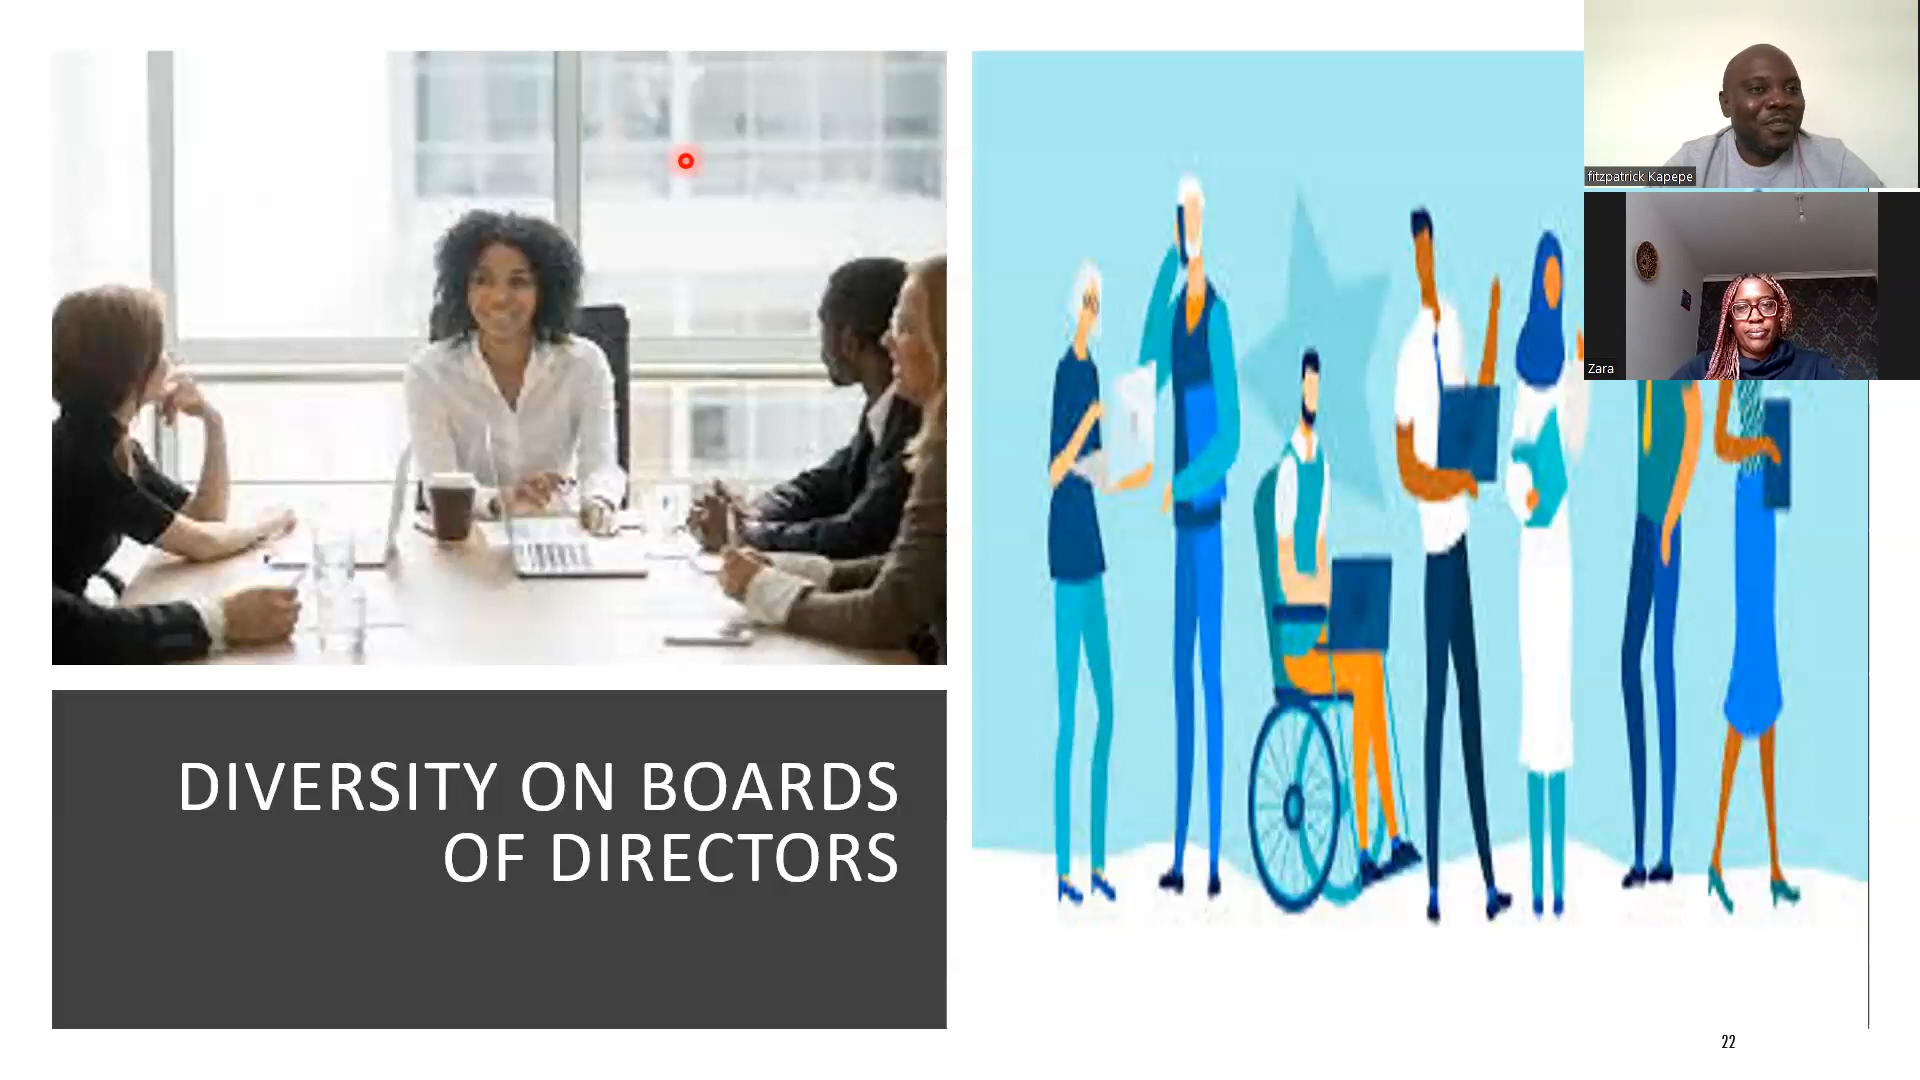 fitzpatrick Kapepe
Zara
DIVERSITY ON BOARDS
OF DIRECTORS
22